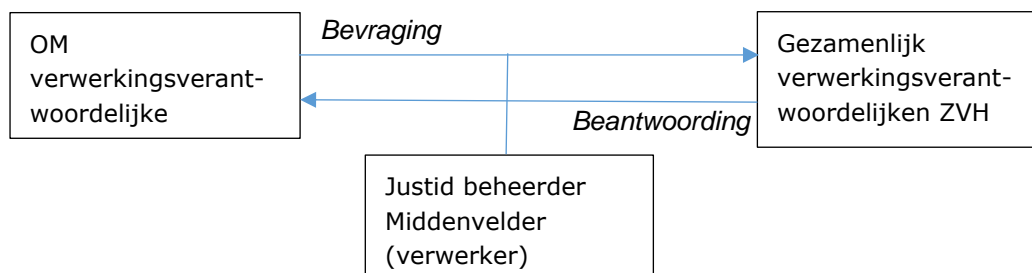 Bevraging
OM
verwerkingsverant-
woordelijke
Gezamenlijk
verwerkingsverant-
woordelijken ZVH
Beantwoording
Justid beheerder
Middenvelder
(verwerker)